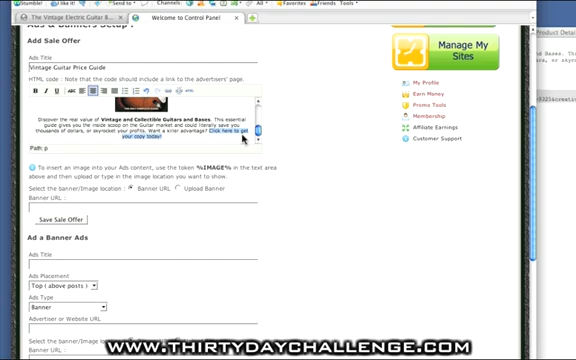 Stumble!
Send to
Channels:
All
Favorites
Friends
Tools
The Vintage Electric Guitar B...
Welcome to Control Panel
Ads & Banners Setup :
Add Sale Offer
Ads Title
Vintage Guitar Price Guide
HTML code : Note that the code should include a link to the advertisers' page.
B I U ABC
HTML
Discover the real value of Vintage and Collectible Guitars and Bases. This essential
guide gives you the inside scoop on the Guitar market and could literally save you
thousands of dollars, or skyrocket your profits. Want a killer advantage? Click here to get
your copy today!
Path: p
To insert an image into your Ads content, use the token %IMAGE% in the text area
above and then upload or type in the image location you want to show.
Select the banner/image location : Banner URL Upload Banner
Banner URL :
Save Sale Offer
Ad a Banner Ads
Ads Title
Ads Placement
Top ( above posts )
Ads Type
Banner
Advertiser or Website URL
Banner URL :
Manage My
Sites
My Profile
Earn Money
Promo Tools
Membership
Affiliate Earnings
Customer Support
Product Details
WWW.THIRTYDAYCHALLENGE.COM